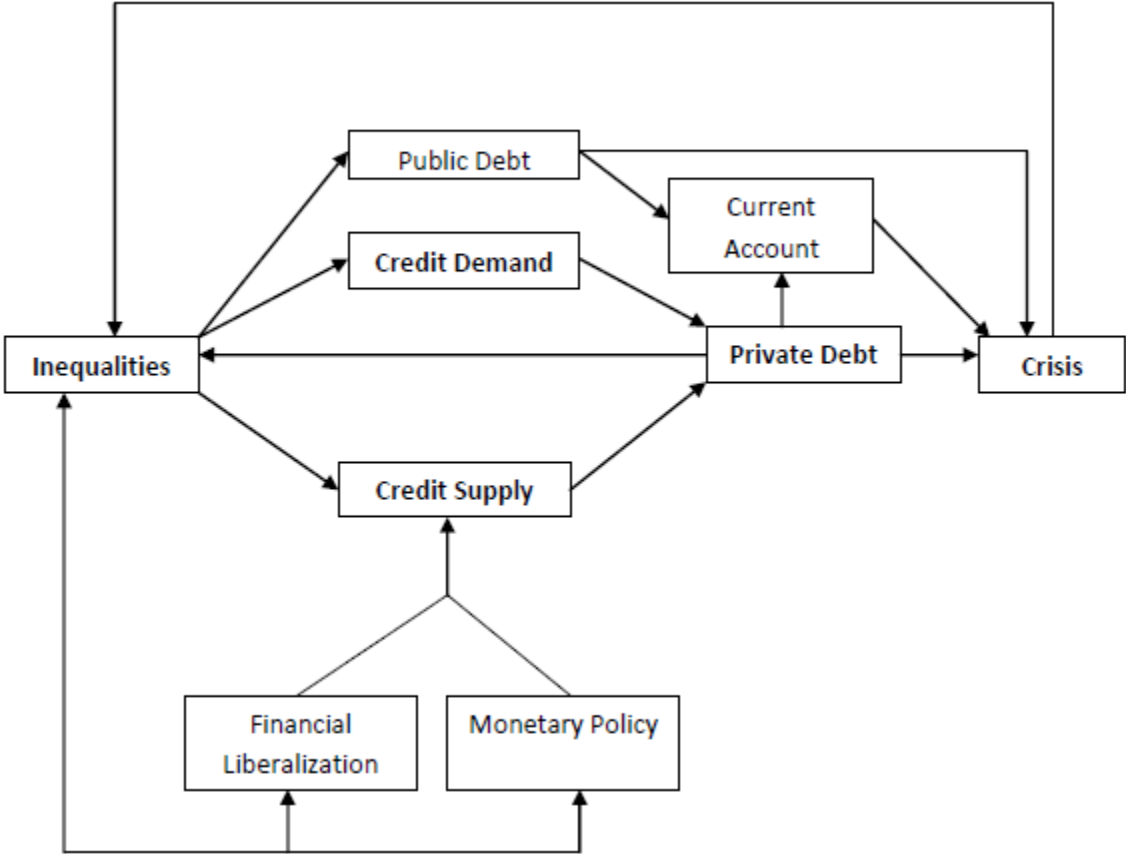 Public Debt
Current
Account
Credit Demand
Inequalities
Private Debt
Crisis
Credit Supply
Financial
Liberalization
Monetary Policy